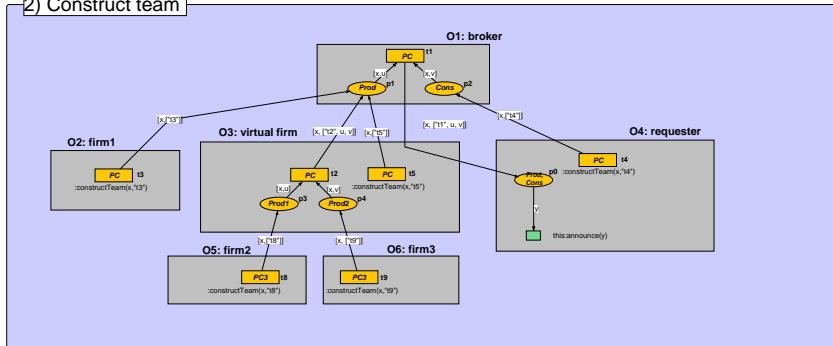 2) Construct team
O1: broker
PC t1
[x,u] [x,v]
Prod p1 Cons p2
[x,["t3"]]
[x, ["t2", u, v]]
[x,["t5"]]
[x, ["t1", u, v]]
[x,["t4"]]
O2: firm1
PC t3
:constructTeam(x,"t3")
O3: virtual firm
PC t2
PC t5
:constructTeam(x,"t5")
[x,u] [x,v]
Prod1 p3 Prod2 p4
O4: requester
PC t4
:constructTeam(x,"t4")
Prod, Cons p0
y
this:announce(y)
[x,["t8"]]
[x, ["t9"]]
O5: firm2
PC3 t8
:constructTeam(x,"t8")
O6: firm3
PC3 t9
:constructTeam(x,"t9")